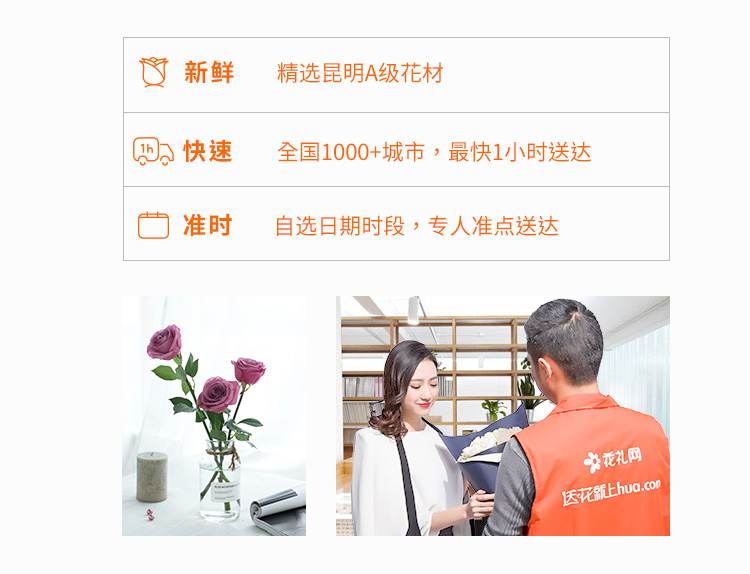 新鲜 精选昆明A级花材
1h 快速 全国1000+城市，最快1小时送达
准时 自选日期时段，专人准点送达
花礼网
送花就上hua.com